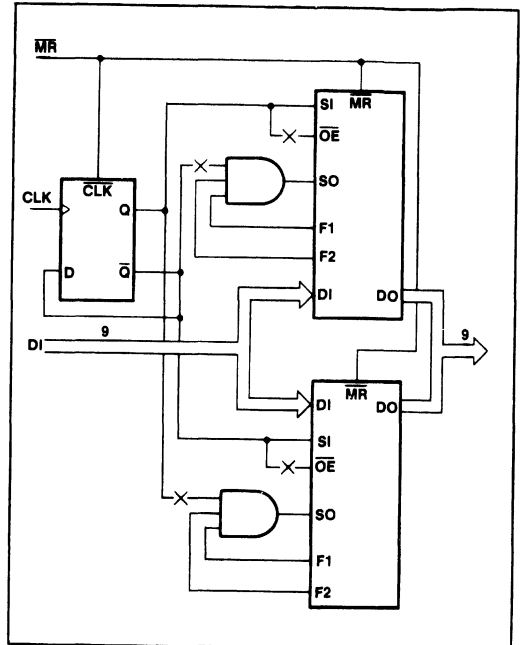 MR
SI
MR
OE
CLK
CLK
Q
SO
D
Q
F1
F2
DI
DO
DI
9
9
MR
DI
DO
SI
OE
SO
F1
F2